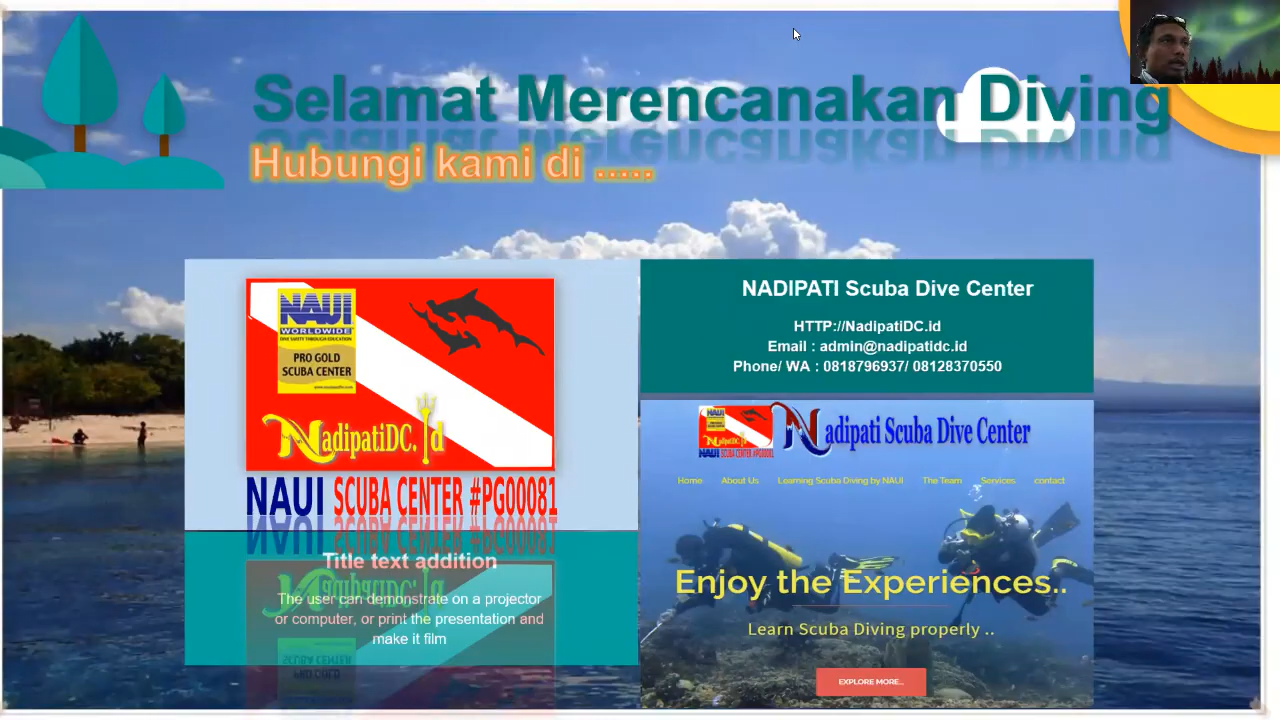 Selamat Merencanakan Diving
Hubungi kami di .....
NAUI
WORLDWIDE
DIVE SAFETY THROUGH EDUCATION
PRO GOLD
SCUBA CENTER
NadipatiDC.Id
NAUI SCUBA CENTER #PG00081
Title text addition
The user can demonstrate on a projector
or computer, or print the presentation and
make it film
NADIPATI Scuba Dive Center
HTTP://NadipatiDC.id
Email : admin@nadipatidc.id
Phone/ WA : 0818796937/ 08128370550
Nadipati Scuba Dive Center
Home About Us Learning Scuba Diving by NAUI The Team Services contact
Enjoy the Experiences..
Learn Scuba Diving properly ..
EXPLORE MORE...